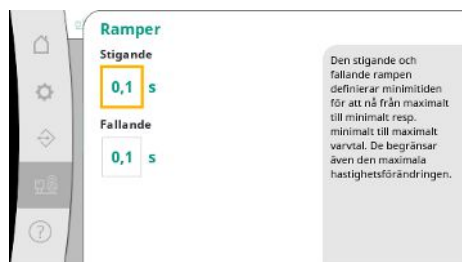 Ramper
Stigande
0,1 s
Fallande
0,1 s
Den stigande och
fallande rampen
definierar minimitiden
för att nå från maximalt
till minimalt resp.
minimalt till maximalt
varvtal. De begränsar
även den maximala
hastighetsförändringen.
?